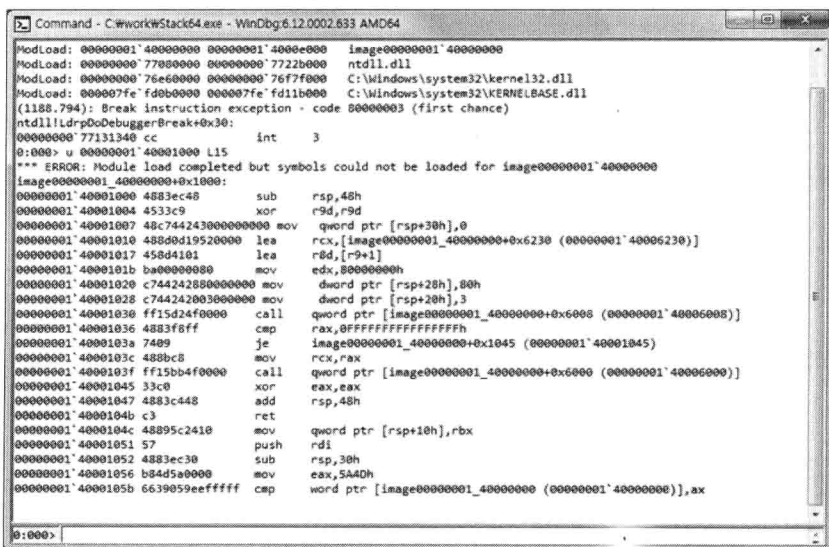 Command - C:₩work₩Stack64.exe - WinDbg:6.12.0002.633 AMD64
ModLoad: 00000001`40000000 00000001`4000e000   image00000001`40000000
ModLoad: 00000000`77080000 00000000`7722b000   ntdll.dll
ModLoad: 00000000`76e60000 00000000`76f7f000   C:\Windows\system32\kernel32.dll
ModLoad: 000007fe`fd0b0000 000007fe`fd11b000   C:\Windows\system32\KERNELBASE.dll
(1188.794): Break instruction exception - code 80000003 (first chance)
ntdll!LdrpDoDebuggerBreak+0x30:
00000000`77131340 cc              int     3
0:000> u 00000001`40001000 L15
*** ERROR: Module load completed but symbols could not be loaded for image00000001`40000000
image00000001_40000000+0x1000:
00000001`40001000 4883ec48        sub     rsp,48h
00000001`40001004 4533c9          xor     r9d,r9d
00000001`40001007 48c744243000000000 mov   qword ptr [rsp+30h],0
00000001`40001010 488d0d19520000  lea     rcx,[image00000001_40000000+0x6230 (00000001`40006230)]
00000001`40001017 458d4101        lea     r8d,[r9+1]
00000001`4000101b ba00000080      mov     edx,80000000h
00000001`40001020 c744242880000000 mov     dword ptr [rsp+28h],80h
00000001`40001028 c744242003000000 mov     dword ptr [rsp+20h],3
00000001`40001030 ff15d24f0000    call    qword ptr [image00000001_40000000+0x6008 (00000001`40006008)]
00000001`40001036 4883f8ff        cmp     rax,0FFFFFFFFFFFFFFFFh
00000001`4000103a 7409            je      image00000001_40000000+0x1045 (00000001`40001045)
00000001`4000103c 488bc8          mov     rcx,rax
00000001`4000103f ff15bb4f0000    call    qword ptr [image00000001_40000000+0x6000 (00000001`40006000)]
00000001`40001045 33c0            xor     eax,eax
00000001`40001047 4883c448        add     rsp,48h
00000001`4000104b c3              ret
00000001`4000104c 48895c2410      mov     qword ptr [rsp+10h],rbx
00000001`40001051 57              push    rdi
00000001`40001052 4883ec30        sub     rsp,30h
00000001`40001056 b84d5a0000      mov     eax,5A4Dh
00000001`4000105b 6639059eefffff  cmp     word ptr [image00000001_40000000 (00000001`40000000)],ax
0:000>